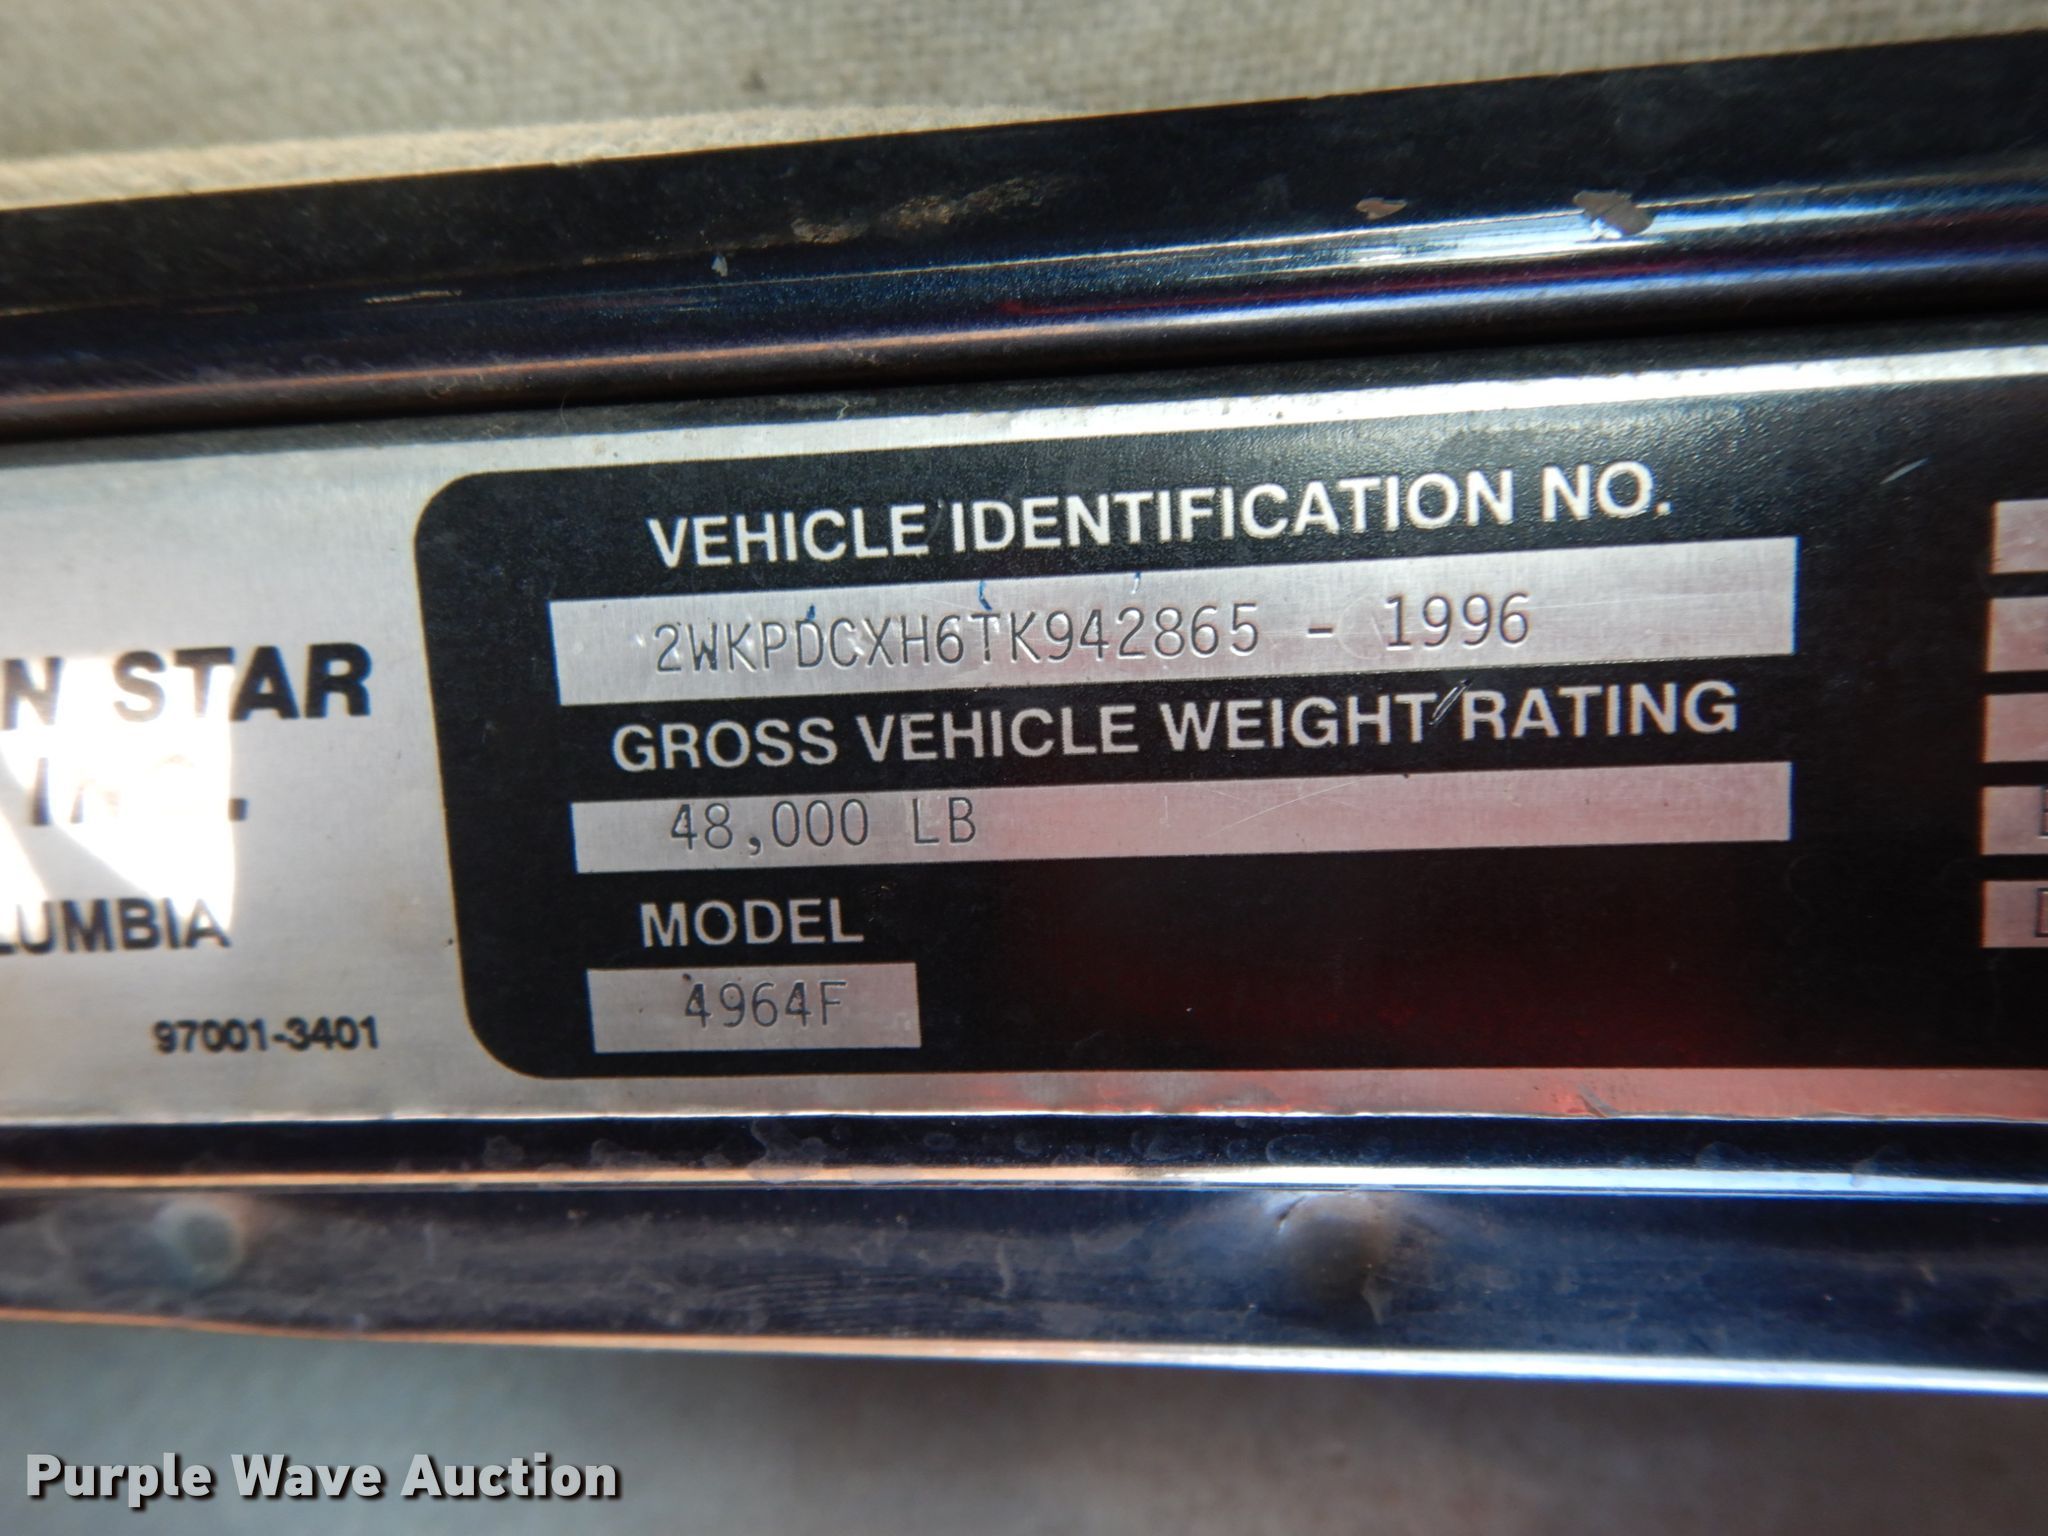 N STAR
INC.
LUMBIA
97001-3401
VEHICLE IDENTIFICATION NO.
2WKPDCXH6TK942865 - 1996
GROSS VEHICLE WEIGHT RATING
48,000 LB
MODEL
4964F
Purple Wave Auction